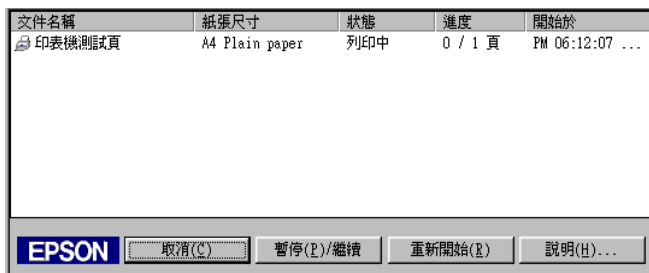 文件名稱 紙張尺寸 狀態 進度 開始於
印表機測試頁 A4 Plain paper 列印中 0 / 1 頁 PM 06:12:07 ...
EPSON 取消(C) 暫停(P)/繼續 重新開始(R) 說明(H)...